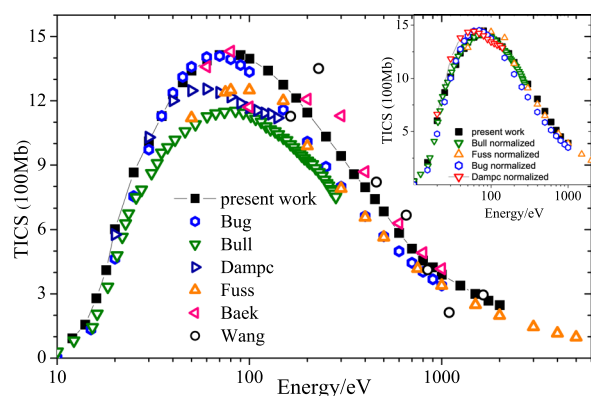 TICS (100Mb)
15
12
9
6
3
0
10
100
1000
Energy/eV
present work
Bug
Bull
Dampc
Fuss
Baek
Wang
TICS (100Mb)
15
10
5
100
1000
Energy/eV
present work
Bull normalized
Fuss normalized
Bug normalized
Dampc normalized